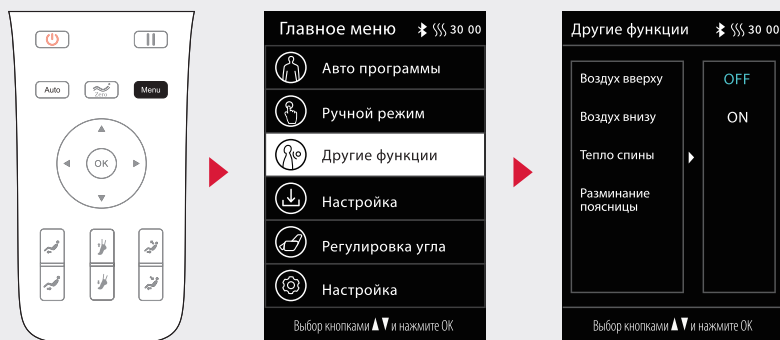 Auto
Zero
Menu
OK
Главное меню 30 00
Авто программы
Ручной режим
Другие функции
Настройка
Регулировка угла
Настройка
Выбор кнопками ▲▼ и нажмите OK
Другие функции 30 00
Воздух вверху
OFF
Воздух внизу
ON
Тепло спины
Разминание
поясницы
Выбор кнопками ▲▼ и нажмите OK